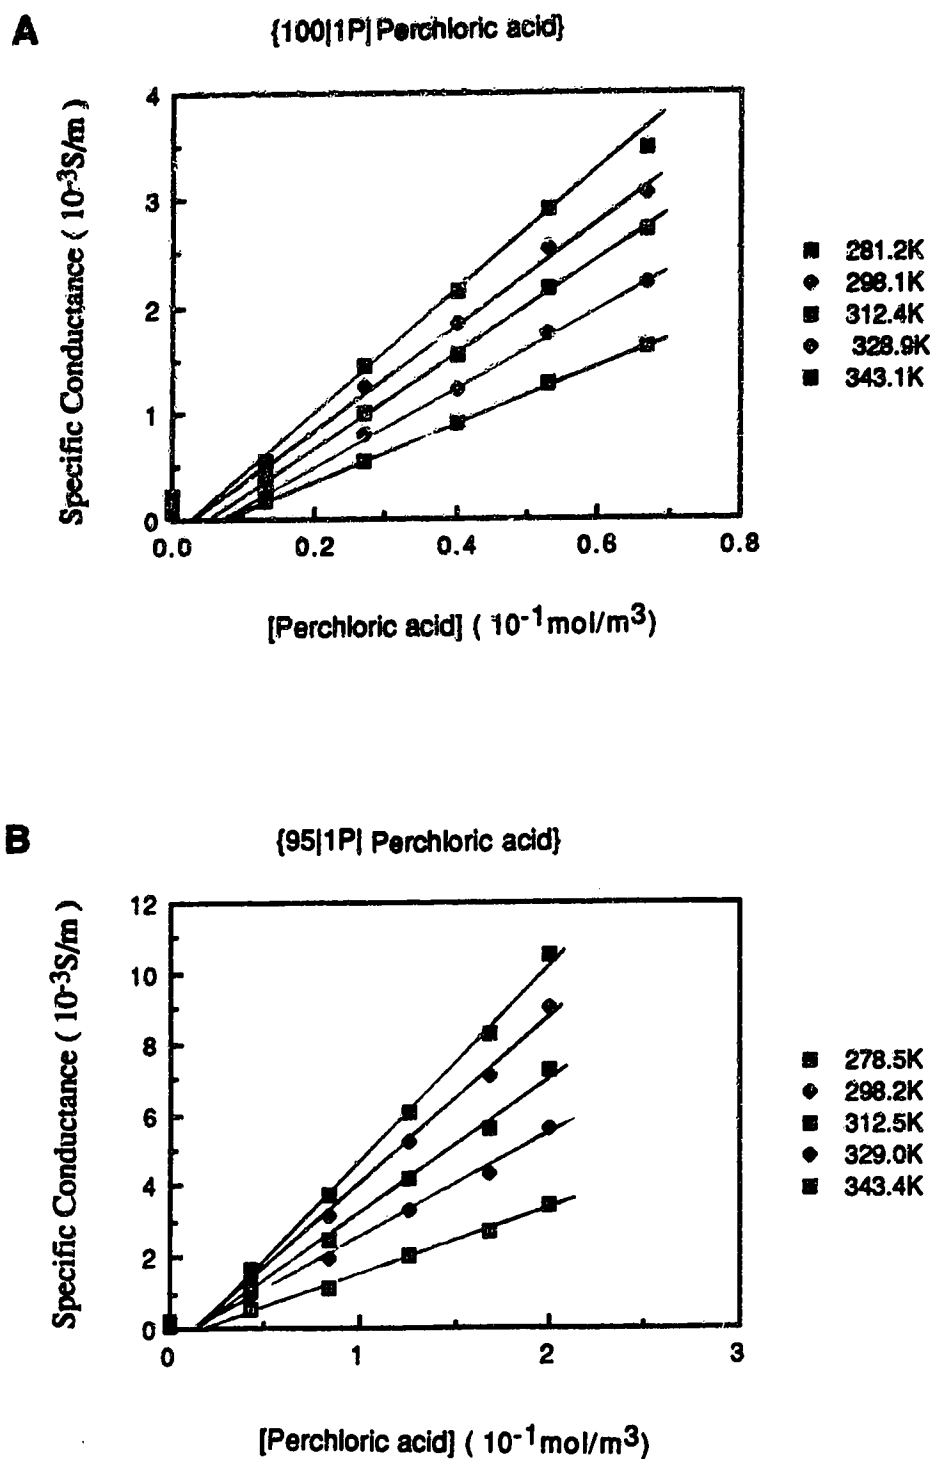 A
{100|1P| Perchloric acid}
Specific Conductance ( 10-3S/m )
4
3
2
1
0
0.0
0.2
0.4
0.6
0.8
[Perchloric acid] ( 10-1mol/m3)
281.2K
298.1K
312.4K
328.9K
343.1K
B
{95|1P| Perchloric acid}
Specific Conductance ( 10-3S/m )
12
10
8
6
4
2
0
0
1
2
3
[Perchloric acid] ( 10-1mol/m3)
278.5K
298.2K
312.5K
329.0K
343.4K